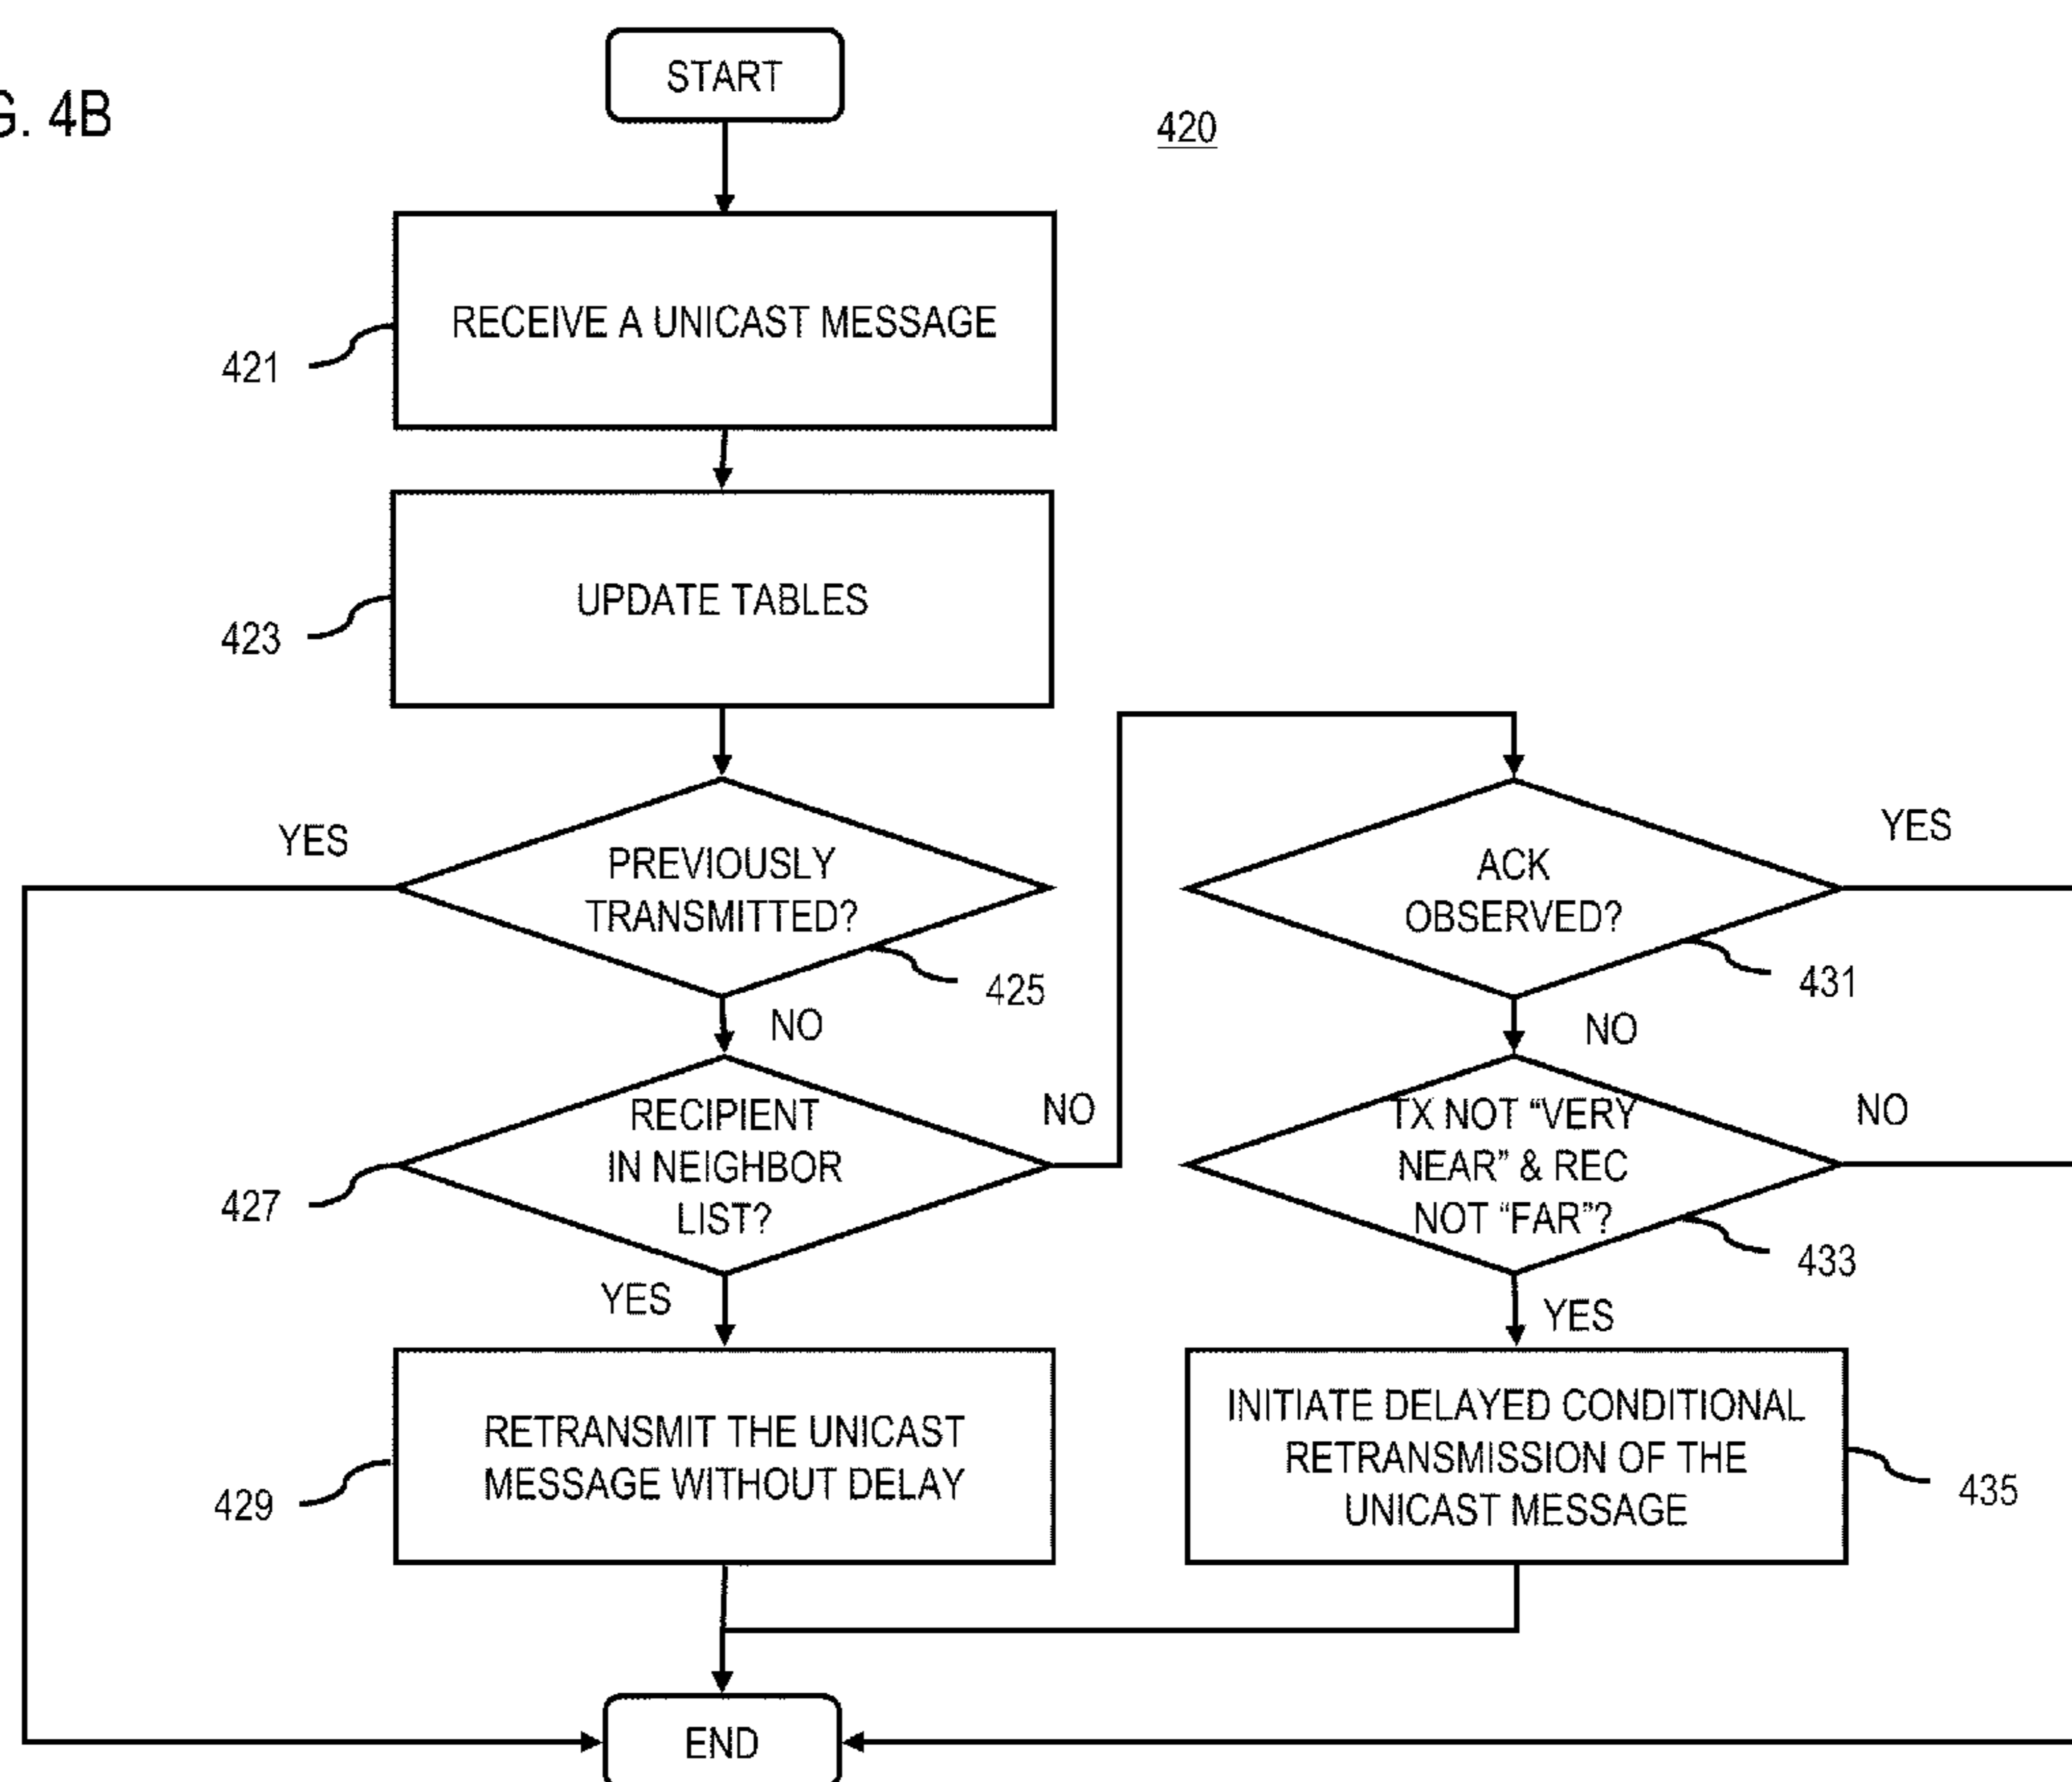 G. 4B
START
420
RECEIVE A UNICAST MESSAGE
421
UPDATE TABLES
423
YES
PREVIOUSLY
TRANSMITTED?
425
NO
RECIPIENT
IN NEIGHBOR
LIST?
427
NO
YES
RETRANSMIT THE UNICAST
MESSAGE WITHOUT DELAY
429
ACK
OBSERVED?
YES
431
NO
TX NOT “VERY
NEAR” & REC
NOT “FAR”?
NO
433
YES
INITIATE DELAYED CONDITIONAL
RETRANSMISSION OF THE
UNICAST MESSAGE
435
END